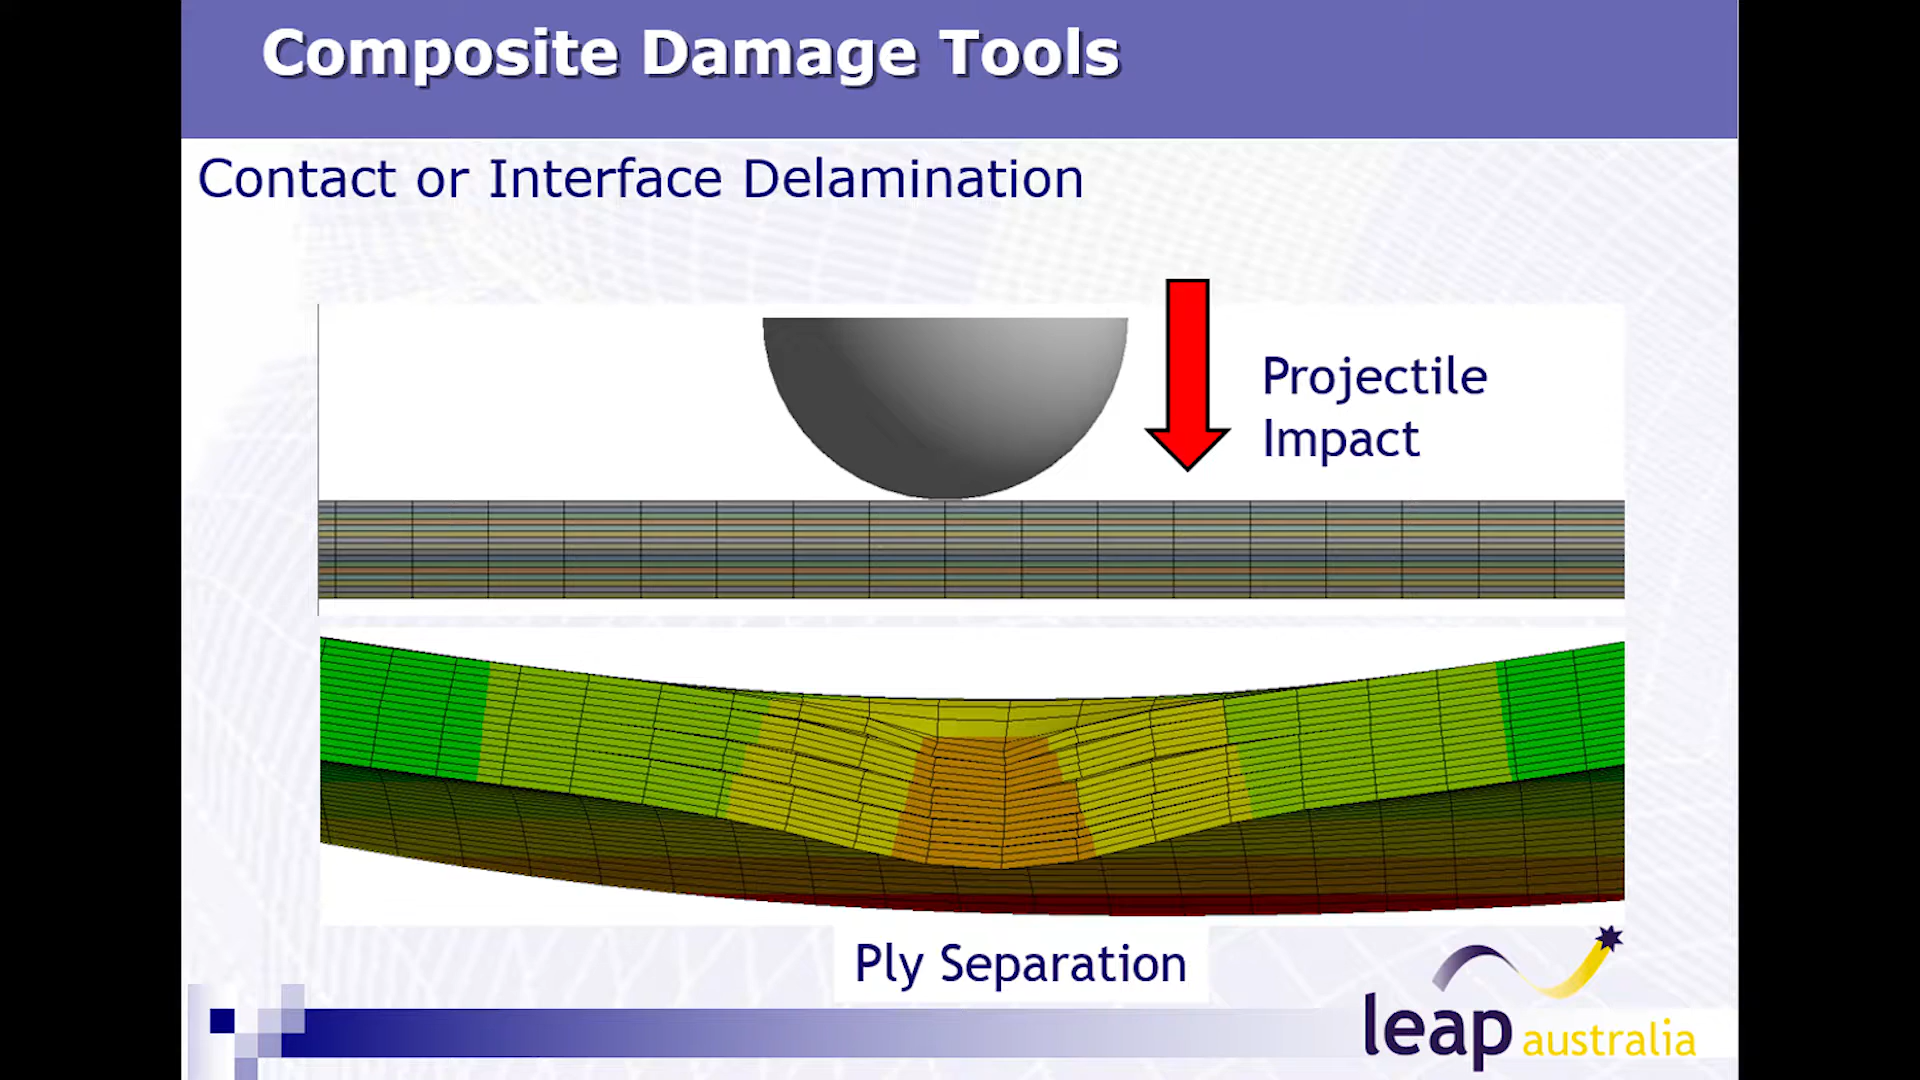 Composite Damage Tools
Contact or Interface Delamination
Projectile
Impact
Ply Separation
leap australia